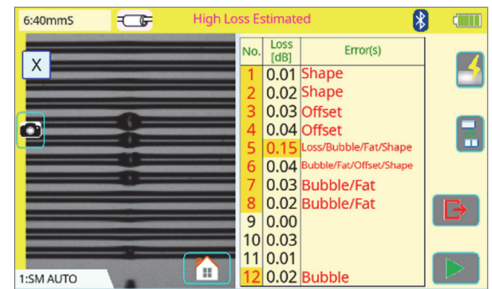 6:40mmS High Loss Estimated
X
No. Loss [dB] Error(s)
1 0.01 Shape
2 0.02 Shape
3 0.03 Offset
4 0.04 Offset
5 0.15 Loss/Bubble/Fat/Shape
6 0.04 Bubble/Fat/Offset/Shape
7 0.03 Bubble/Fat
8 0.02 Bubble/Fat
9 0.00
10 0.03
11 0.01
12 0.02 Bubble
1:SM AUTO